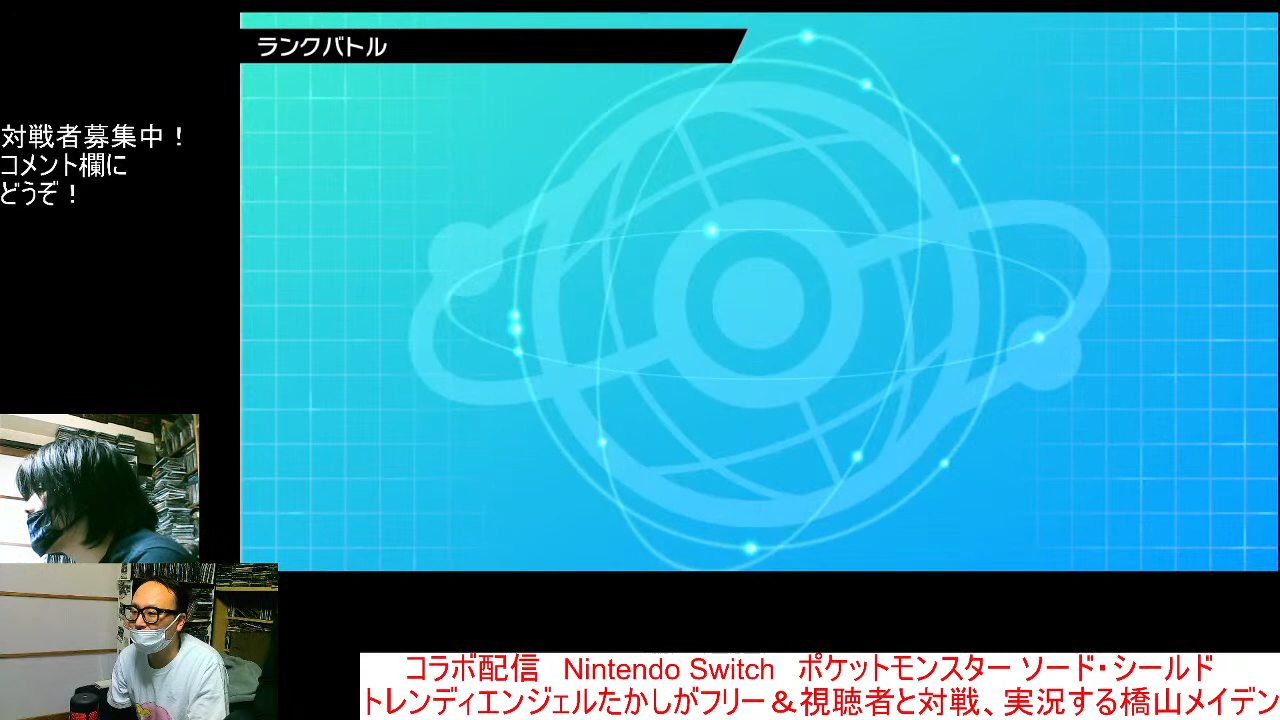 ランクバトル
対戦者募集中！
コメント欄に
どうぞ！
コラボ配信　Nintendo Switch　ポケットモンスター ソード・シールド
トレンディエンジェルたかしがフリー＆視聴者と対戦、実況する橋山メイデン